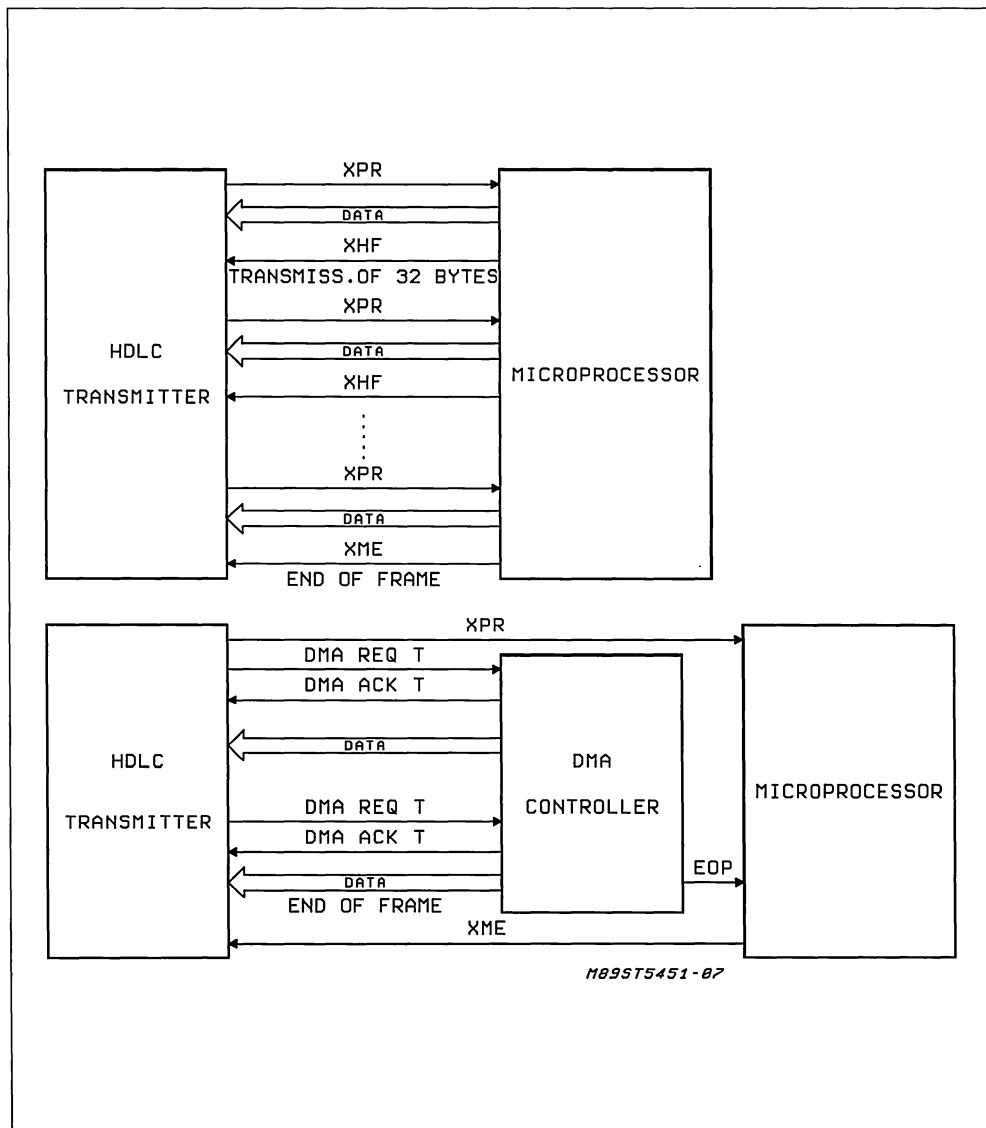 XPR
DATA
XHF
TRANSMISS.OF 32 BYTES
XPR
HDLC
TRANSMITTER
DATA
MICROPROCESSOR
XHF
XPR
DATA
XME
END OF FRAME
XPR
DMA REQ T
DMA ACK T
DATA
HDLC
TRANSMITTER
DMA
CONTROLLER
MICROPROCESSOR
DMA REQ T
DMA ACK T
DATA
EOP
END OF FRAME
XME
M89ST5451-07